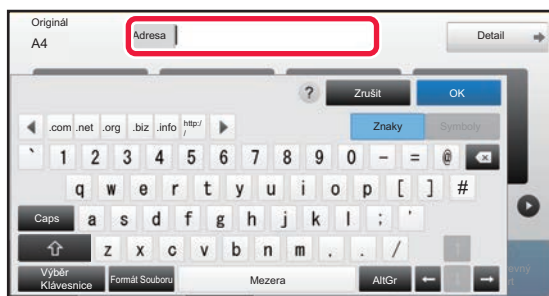 Originál
A4
Adresa
Detail
? Zrušit OK
.com .net .org .biz .info http:/
/
Znaky Symboly
` 1 2 3 4 5 6 7 8 9 0 - = @
q w e r t y u i o p [ ] #
Caps a s d f g h j k l ; '
z x c v b n m , . /
Výběr
Klávesnice
Formát Souboru Mezera AltGr